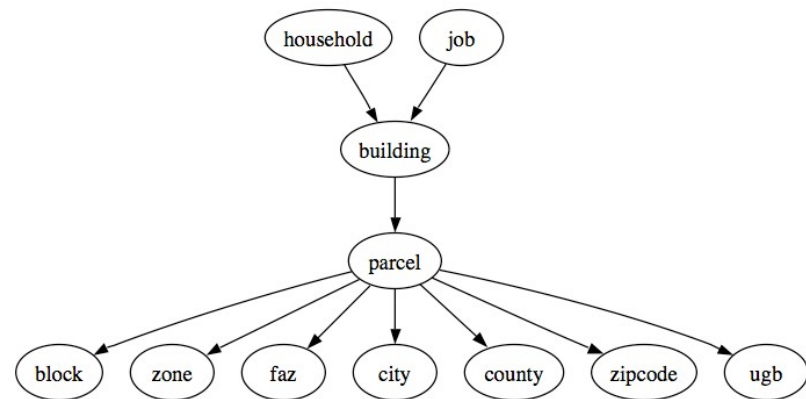 household
job
building
parcel
block
zone
faz
city
county
zipcode
ugb